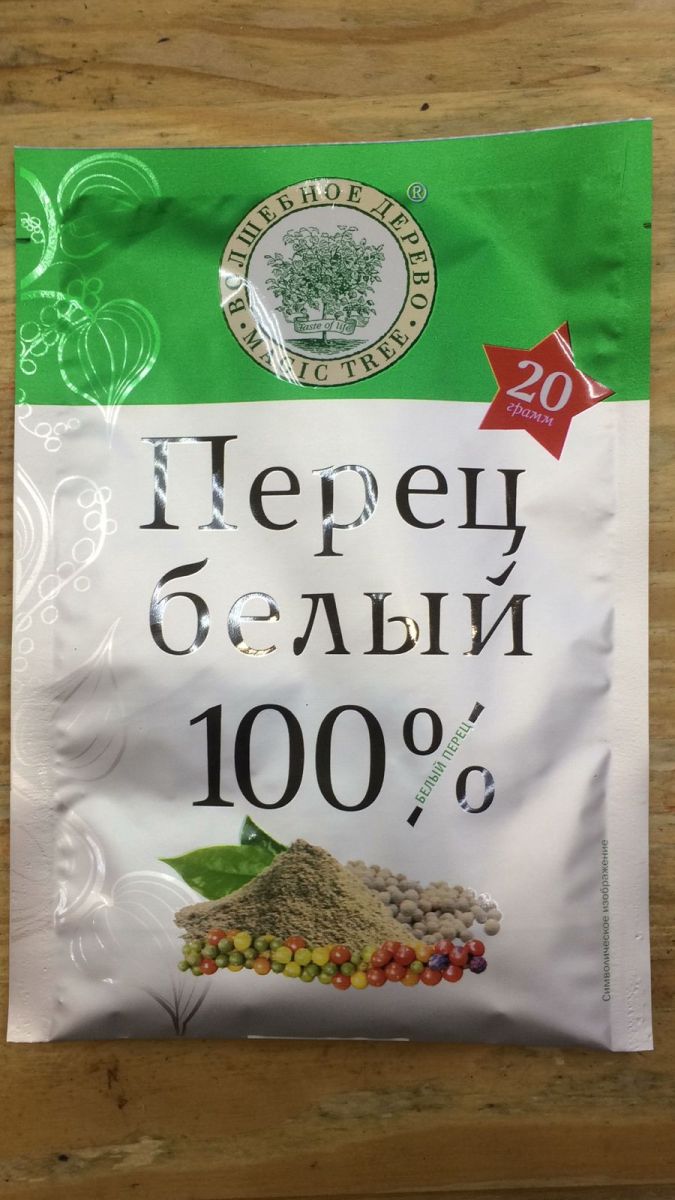 ВОЛШЕБНОЕ ДЕРЕВО
®
Taste of life
MAGIC TREE
20
грамм
Перец
белый
100%
БЕЛЫЙ ПЕРЕЦ
Символическое изображение